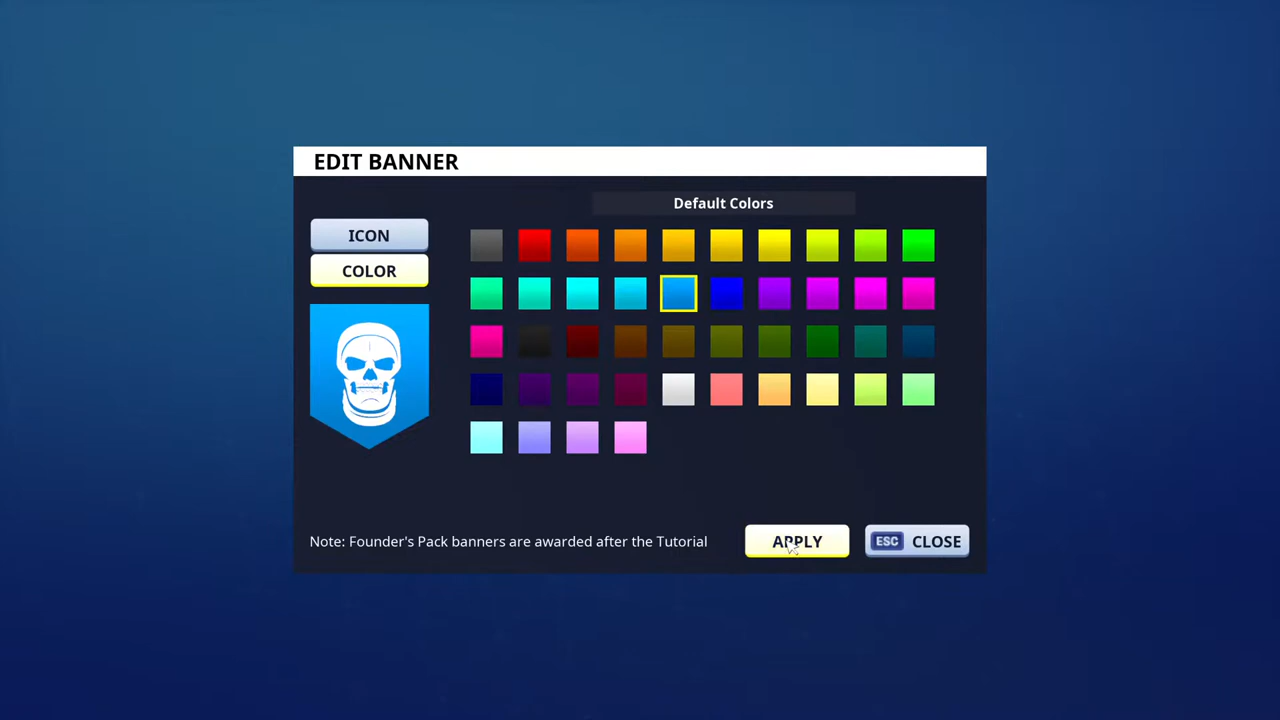 EDIT BANNER
Default Colors
ICON
COLOR
Note: Founder's Pack banners are awarded after the Tutorial
APPLY
ESC CLOSE